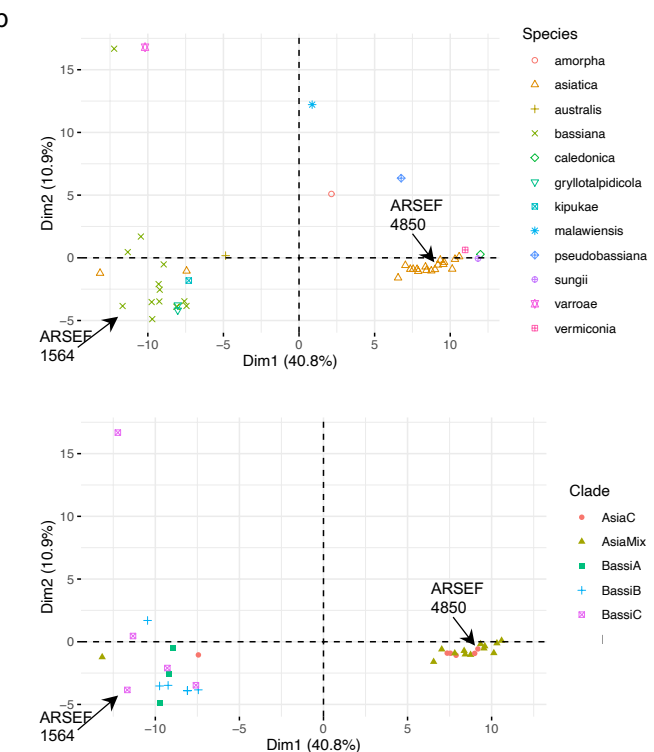 b
Species
amorpha
asiatica
australis
bassiana
caledonica
gryllotalpidicola
kipukae
malawiensis
pseudobassiana
sungii
varroae
vermiconia
Dim2 (10.9%)
15
10
5
0
−5
ARSEF
4850
ARSEF
1564
−10
−5
0
5
10
Dim1 (40.8%)
Clade
AsiaC
AsiaMix
BassiA
BassiB
BassiC
Dim2 (10.9%)
15
10
5
0
−5
ARSEF
4850
ARSEF
1564
−10
−5
0
5
10
Dim1 (40.8%)